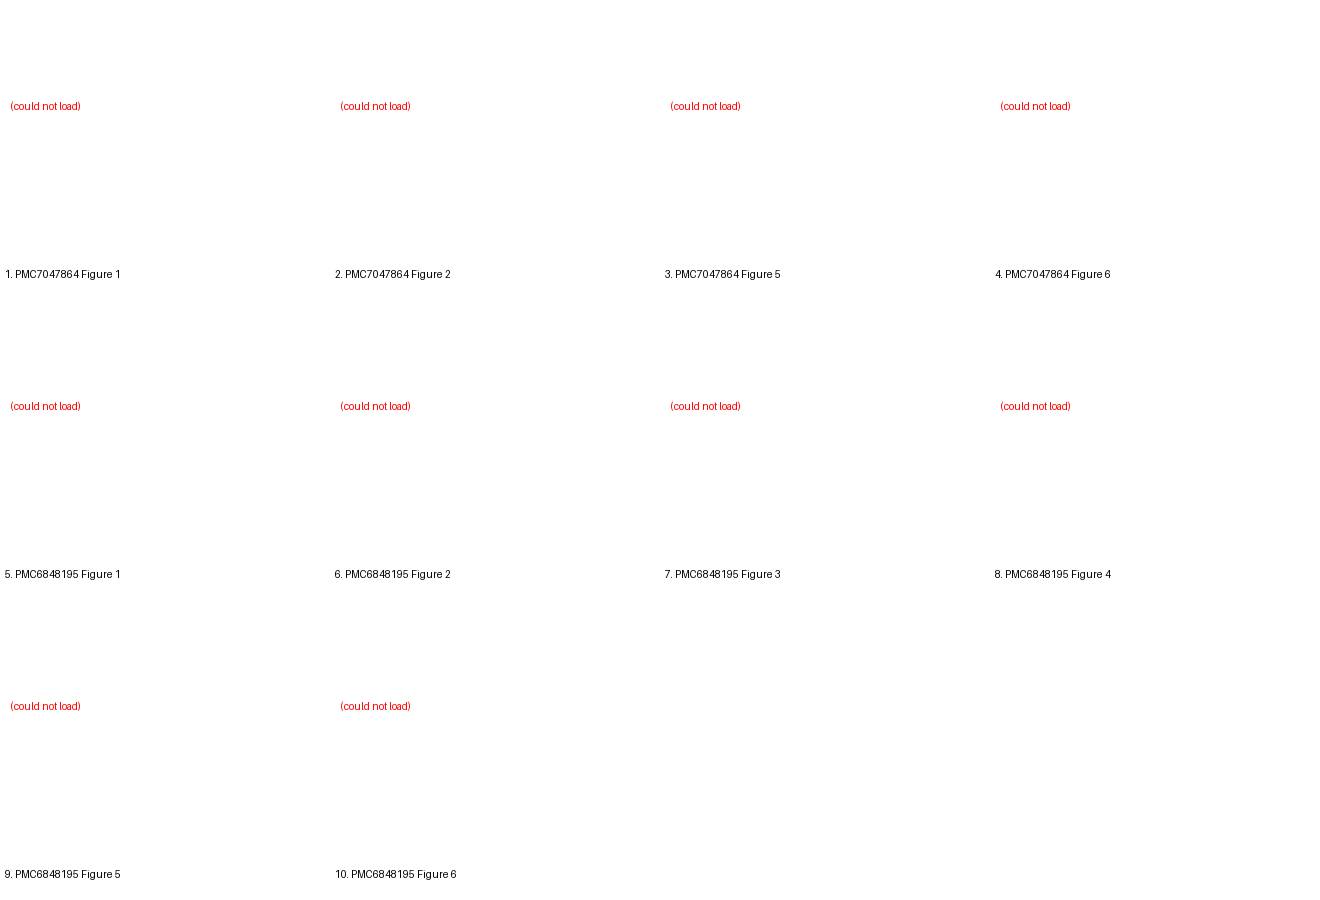 (could not load) (could not load) (could not load) (could not load)
1. PMC7047864 Figure 1 2. PMC7047864 Figure 2 3. PMC7047864 Figure 5 4. PMC7047864 Figure 6
(could not load) (could not load) (could not load) (could not load)
5. PMC6848195 Figure 1 6. PMC6848195 Figure 2 7. PMC6848195 Figure 3 8. PMC6848195 Figure 4
(could not load) (could not load)
9. PMC6848195 Figure 5 10. PMC6848195 Figure 6